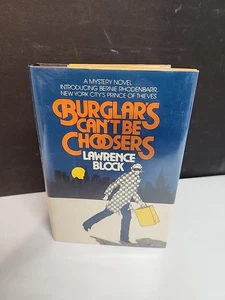 A MYSTERY NOVEL
INTRODUCING BERNIE RHODENBARR,
NEW YORK CITY'S PRINCE OF THIEVES
BURGLARS
CAN'T BE
CHOOSERS
LAWRENCE
BLOCK